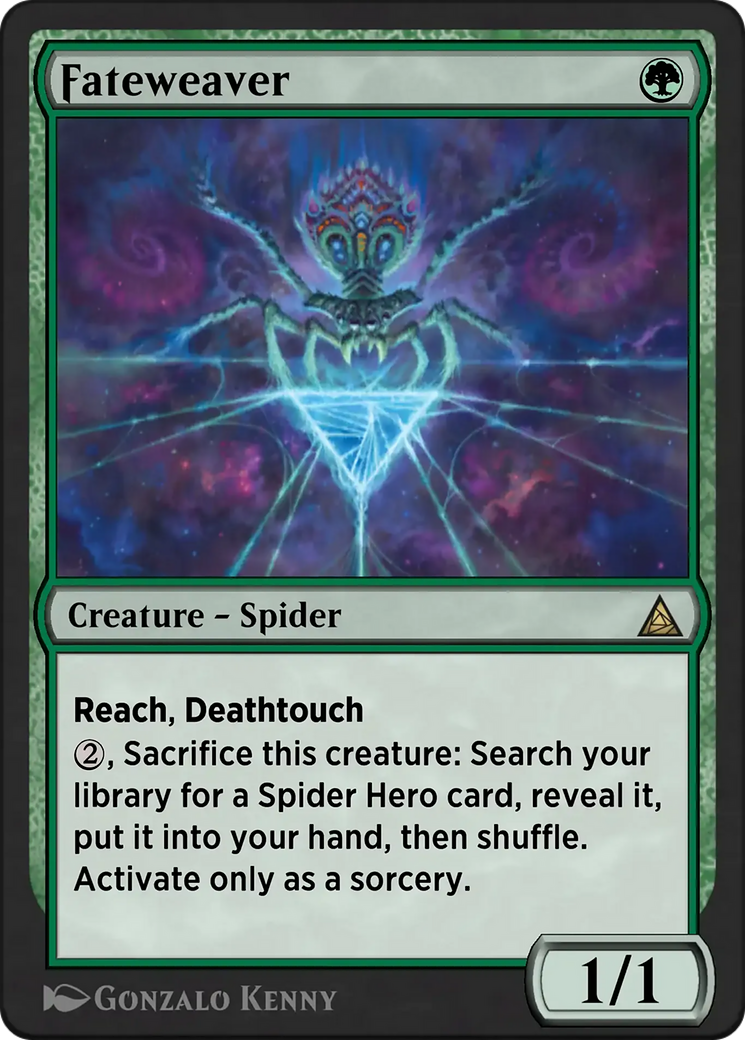 Fateweaver
Creature – Spider
Reach, Deathtouch
②, Sacrifice this creature: Search your
library for a Spider Hero card, reveal it,
put it into your hand, then shuffle.
Activate only as a sorcery.
1/1
Gonzalo Kenny